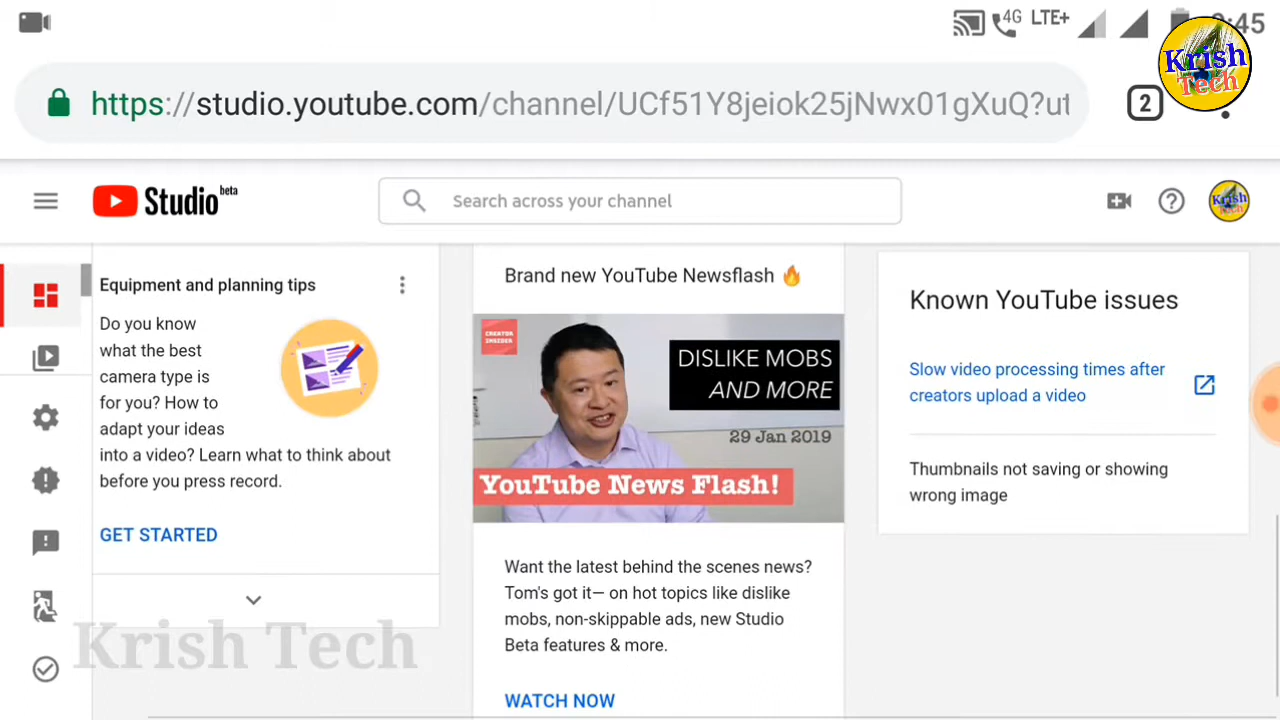 4G LTE+ :45
Krish
Tech
https://studio.youtube.com/channel/UCf51Y8jeiok25jNwx01gXuQ?ut
2
Studio beta
Search across your channel
Krish
Tech
Equipment and planning tips
Do you know
what the best
camera type is
for you? How to
adapt your ideas
into a video? Learn what to think about
before you press record.
GET STARTED
Brand new YouTube Newsflash 🔥
CREATOR
INSIDER
DISLIKE MOBS
AND MORE
29 Jan 2019
YouTube News Flash!
Want the latest behind the scenes news?
Tom's got it— on hot topics like dislike
mobs, non-skippable ads, new Studio
Beta features & more.
WATCH NOW
Known YouTube issues
Slow video processing times after
creators upload a video
Thumbnails not saving or showing
wrong image
Krish Tech